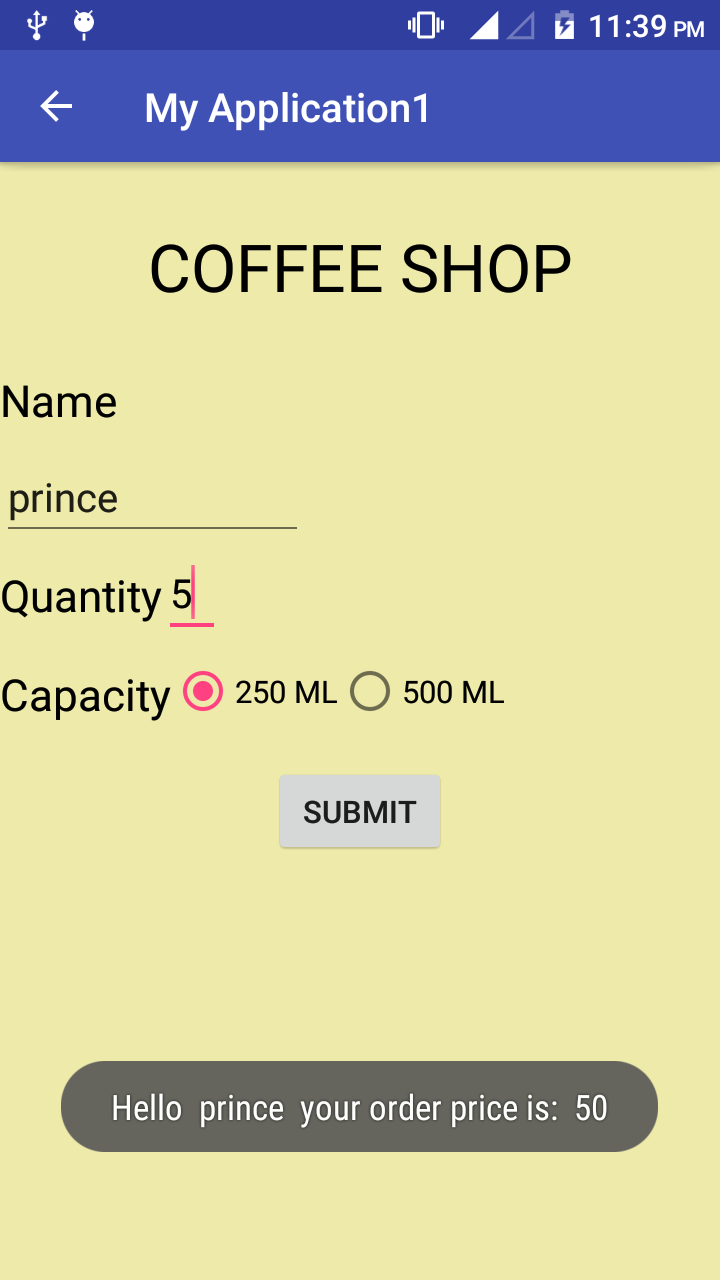 11:39 PM
My Application1
COFFEE SHOP
Name
prince
Quantity 5
Capacity 250 ML 500 ML
SUBMIT
Hello prince your order price is: 50